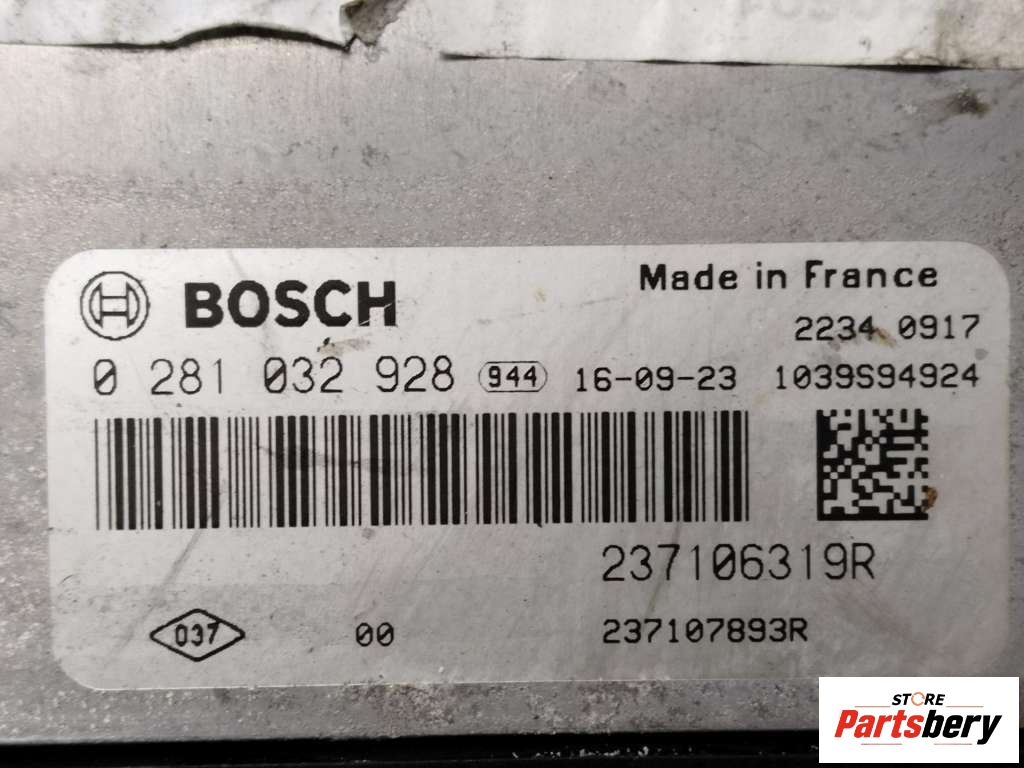 BOSCH
Made in France
2234 0917
0 281 032 928 944 16-09-23 1039S94924
237106319R
037 00 237107893R
STORE
Partsbery